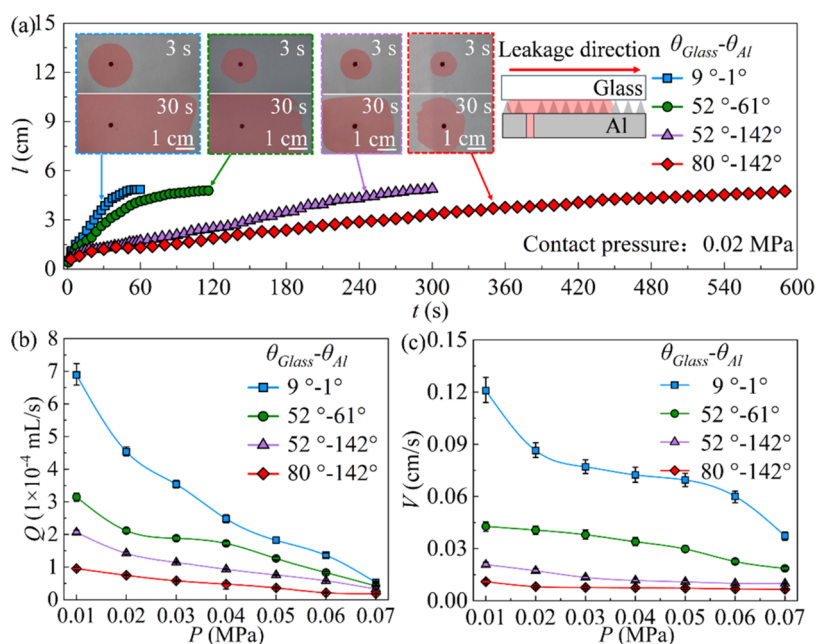 (a)
15
12
9
6
3
0
l (cm)
3 s
30 s
1 cm
3 s
30 s
1 cm
3 s
30 s
1 cm
3 s
30 s
1 cm
Leakage direction
Glass
Al
θGlass-θAl
9 °-1°
52 °-61°
52 °-142°
80 °-142°
Contact pressure: 0.02 MPa
0 60 120 180 240 300 360 420 480 540 600
t (s)
(b)
8
7
6
5
4
3
2
1
0
Q (1×10⁻⁴ mL/s)
θGlass-θAl
9 °-1°
52 °-61°
52 °-142°
80 °-142°
0.01 0.02 0.03 0.04 0.05 0.06 0.07
P (MPa)
(c)
0.15
0.12
0.09
0.06
0.03
0.00
V (cm/s)
θGlass-θAl
9 °-1°
52 °-61°
52 °-142°
80 °-142°
0.01 0.02 0.03 0.04 0.05 0.06 0.07
P (MPa)